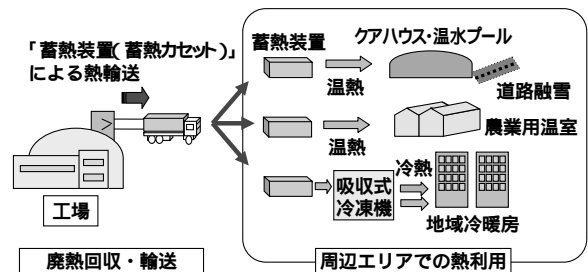 「蓄熱装置(蓄熱カセット)」
による熱輸送
工場
廃熱回収・輸送
蓄熱装置
クアハウス・温水プール
温熱
道路融雪
温熱
農業用温室
吸収式
冷凍機
冷熱
地域冷暖房
周辺エリアでの熱利用